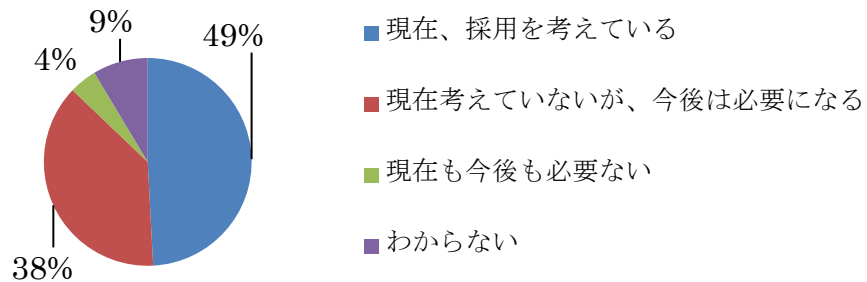 9%
49%
4%
38%
現在、採用を考えている
現在考えていないが、今後は必要になる
現在も今後も必要ない
わからない